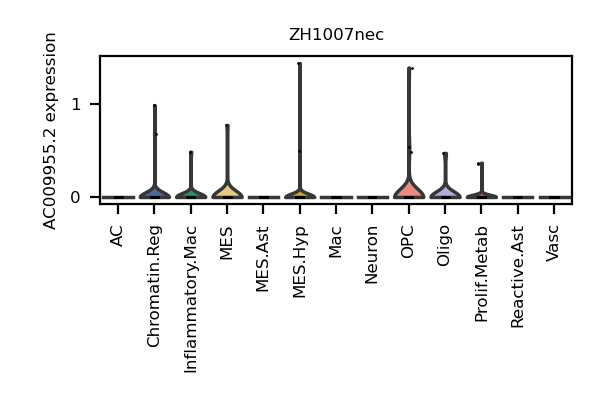 ZH1007nec
AC009955.2 expression
1
0
AC
Chromatin.Reg
Inflammatory.Mac
MES
MES.Ast
MES.Hyp
Mac
Neuron
OPC
Oligo
Prolif.Metab
Reactive.Ast
Vasc